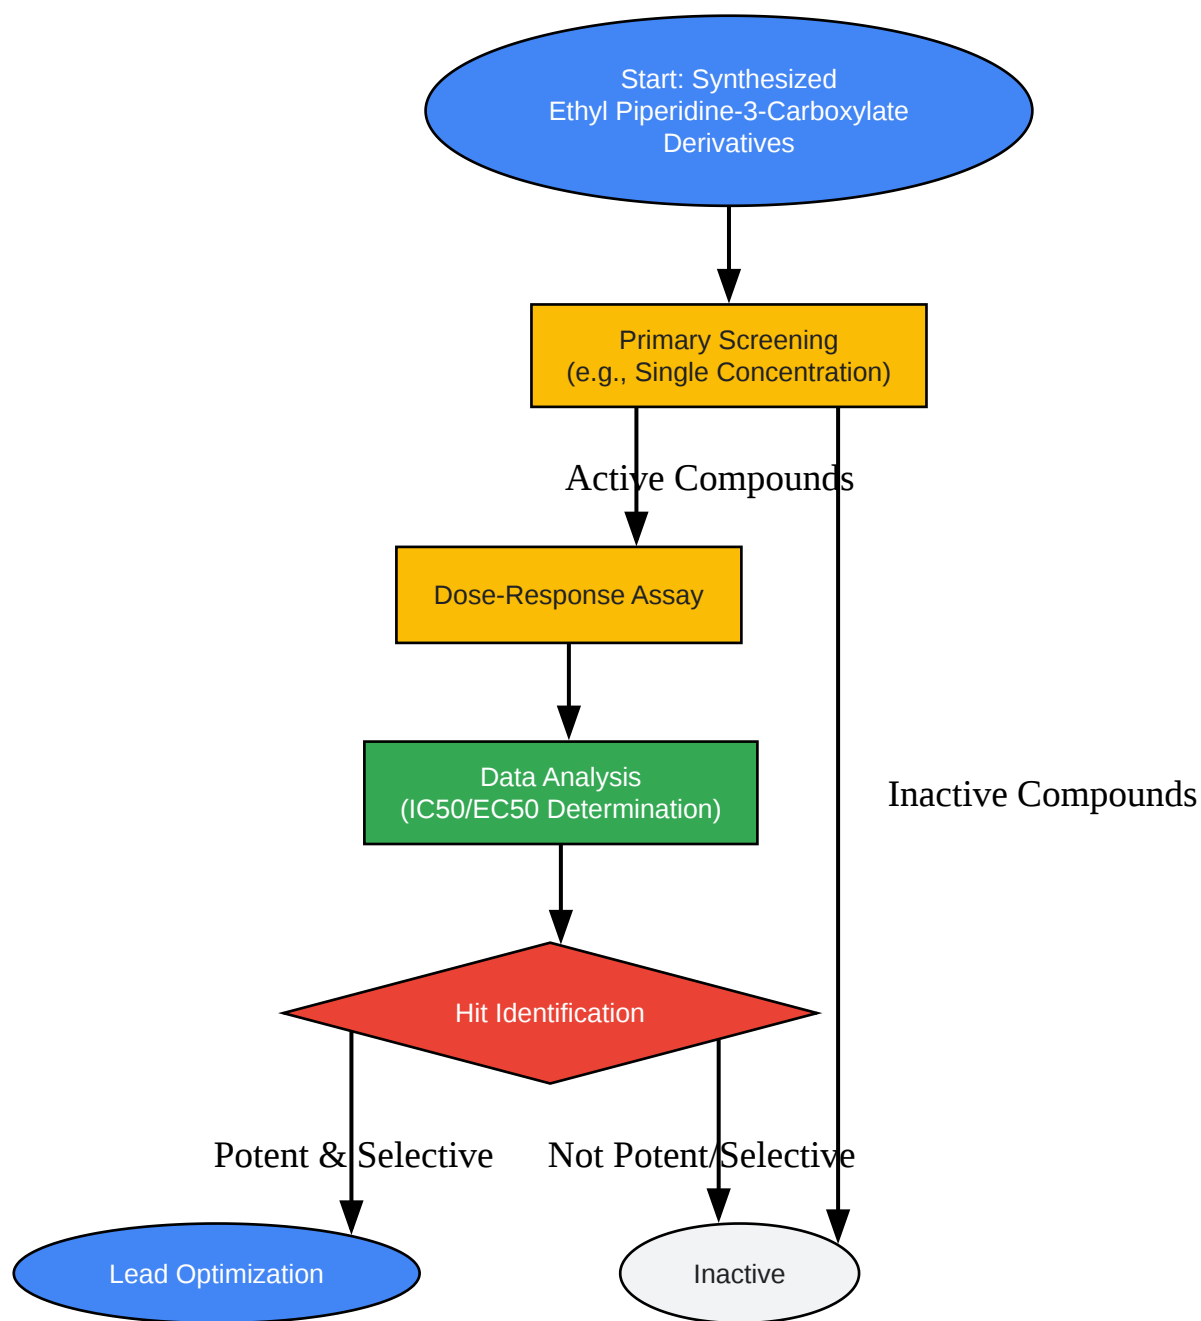 Start: Synthesized
Ethyl Piperidine-3-Carboxylate
Derivatives
Primary Screening
(e.g., Single Concentration)
Active Compounds
Dose-Response Assay
Data Analysis
(IC50/EC50 Determination)
Inactive Compounds
Hit Identification
Potent & Selective
Not Potent/Selective
Lead Optimization
Inactive